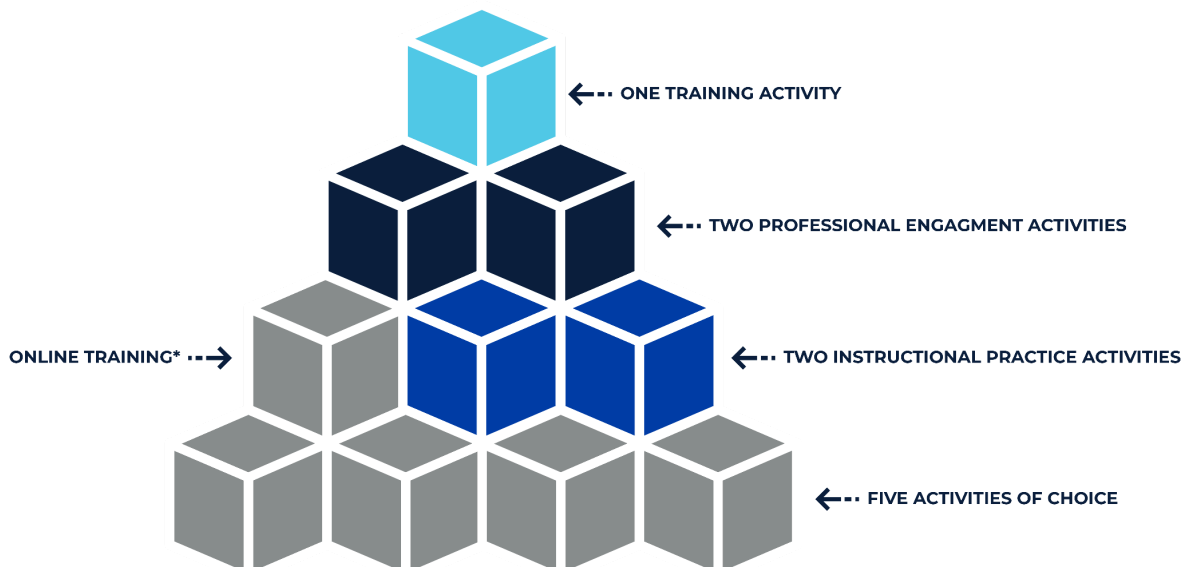 ONE TRAINING ACTIVITY
TWO PROFESSIONAL ENGAGMENT ACTIVITIES
ONLINE TRAINING*
TWO INSTRUCTIONAL PRACTICE ACTIVITIES
FIVE ACTIVITIES OF CHOICE